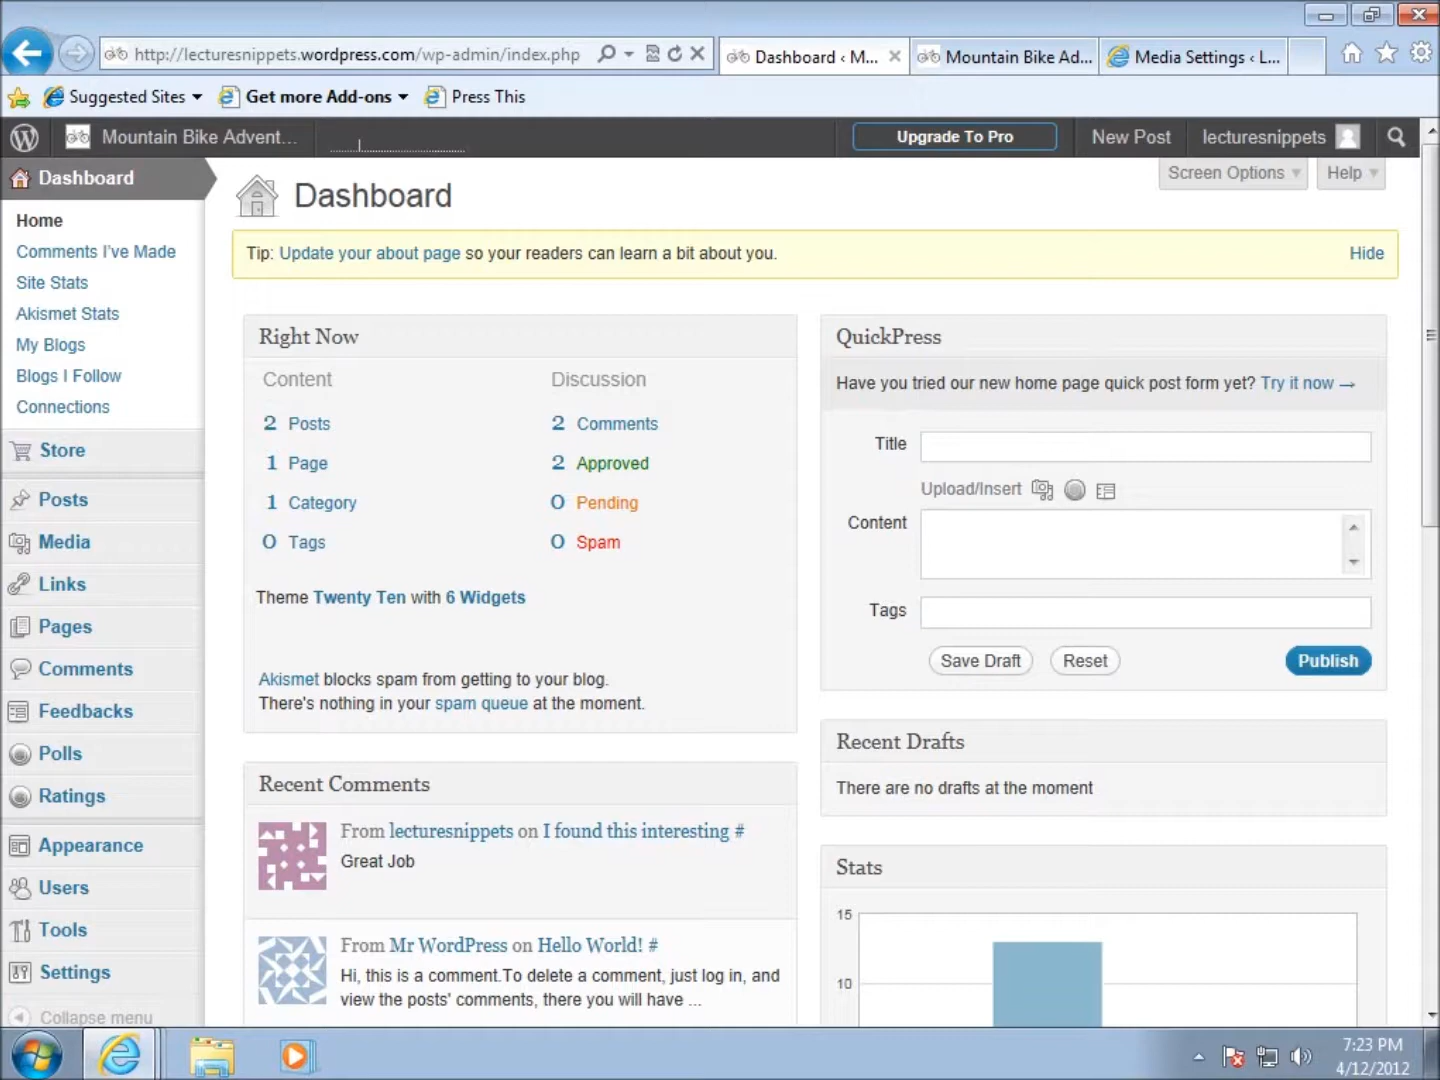 http://lecturesnippets.wordpress.com/wp-admin/index.php
Dashboard ‹ M...
Mountain Bike Ad...
Media Settings ‹ L...
Suggested Sites
Get more Add-ons
Press This
Mountain Bike Advent...
Upgrade To Pro
New Post
lecturesnippets
Dashboard
Screen Options
Help
Home
Comments I've Made
Site Stats
Akismet Stats
My Blogs
Blogs I Follow
Connections
Store
Posts
Media
Links
Pages
Comments
Feedbacks
Polls
Ratings
Appearance
Users
Tools
Settings
Collapse menu
Dashboard
Tip: Update your about page so your readers can learn a bit about you.
Hide
Right Now
Content
Discussion
2 Posts
2 Comments
1 Page
2 Approved
1 Category
0 Pending
0 Tags
0 Spam
Theme Twenty Ten with 6 Widgets
Akismet blocks spam from getting to your blog.
There's nothing in your spam queue at the moment.
Recent Comments
From lecturesnippets on I found this interesting #
Great Job
From Mr WordPress on Hello World! #
Hi, this is a comment.To delete a comment, just log in, and
view the posts' comments, there you will have ...
QuickPress
Have you tried our new home page quick post form yet? Try it now →
Title
Upload/Insert
Content
Tags
Save Draft
Reset
Publish
Recent Drafts
There are no drafts at the moment
Stats
15
10
7:23 PM
4/12/2012